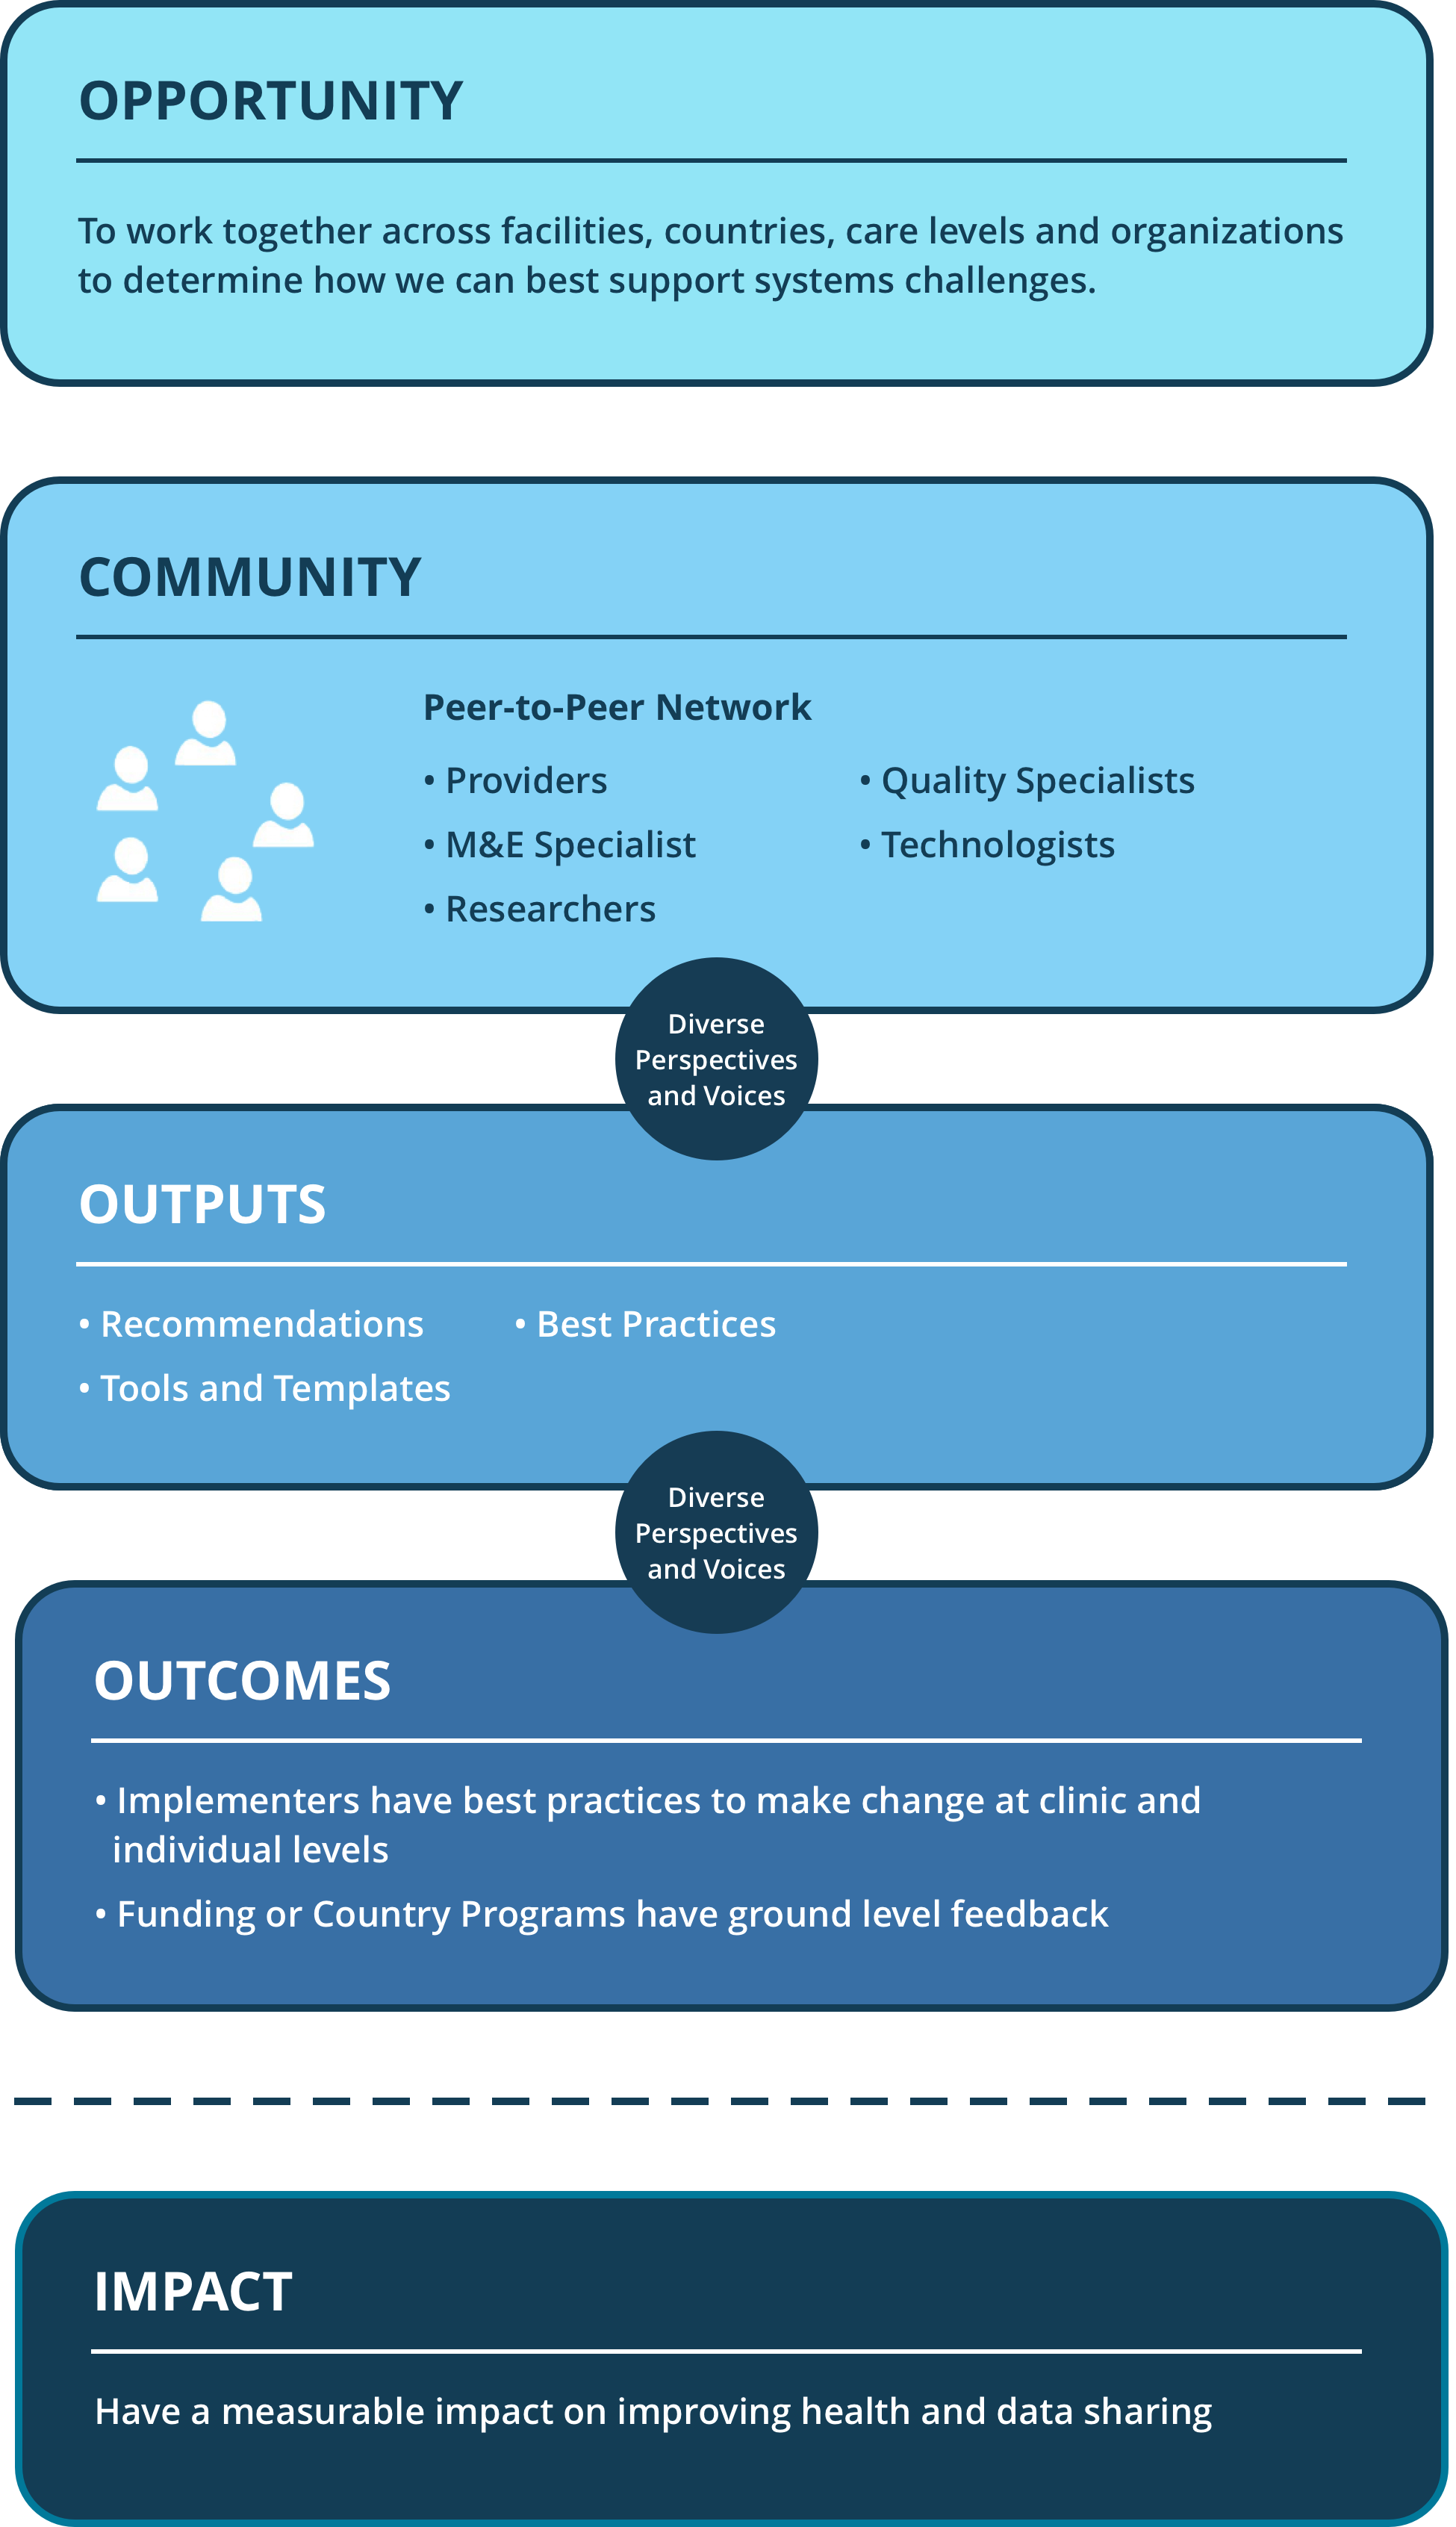 OPPORTUNITY
To work together across facilities, countries, care levels and organizations
to determine how we can best support systems challenges.
COMMUNITY
Peer-to-Peer Network
• Providers
• M&E Specialist
• Researchers
• Quality Specialists
• Technologists
Diverse
Perspectives
and Voices
OUTPUTS
• Recommendations
• Tools and Templates
• Best Practices
Diverse
Perspectives
and Voices
OUTCOMES
• Implementers have best practices to make change at clinic and
individual levels
• Funding or Country Programs have ground level feedback
IMPACT
Have a measurable impact on improving health and data sharing